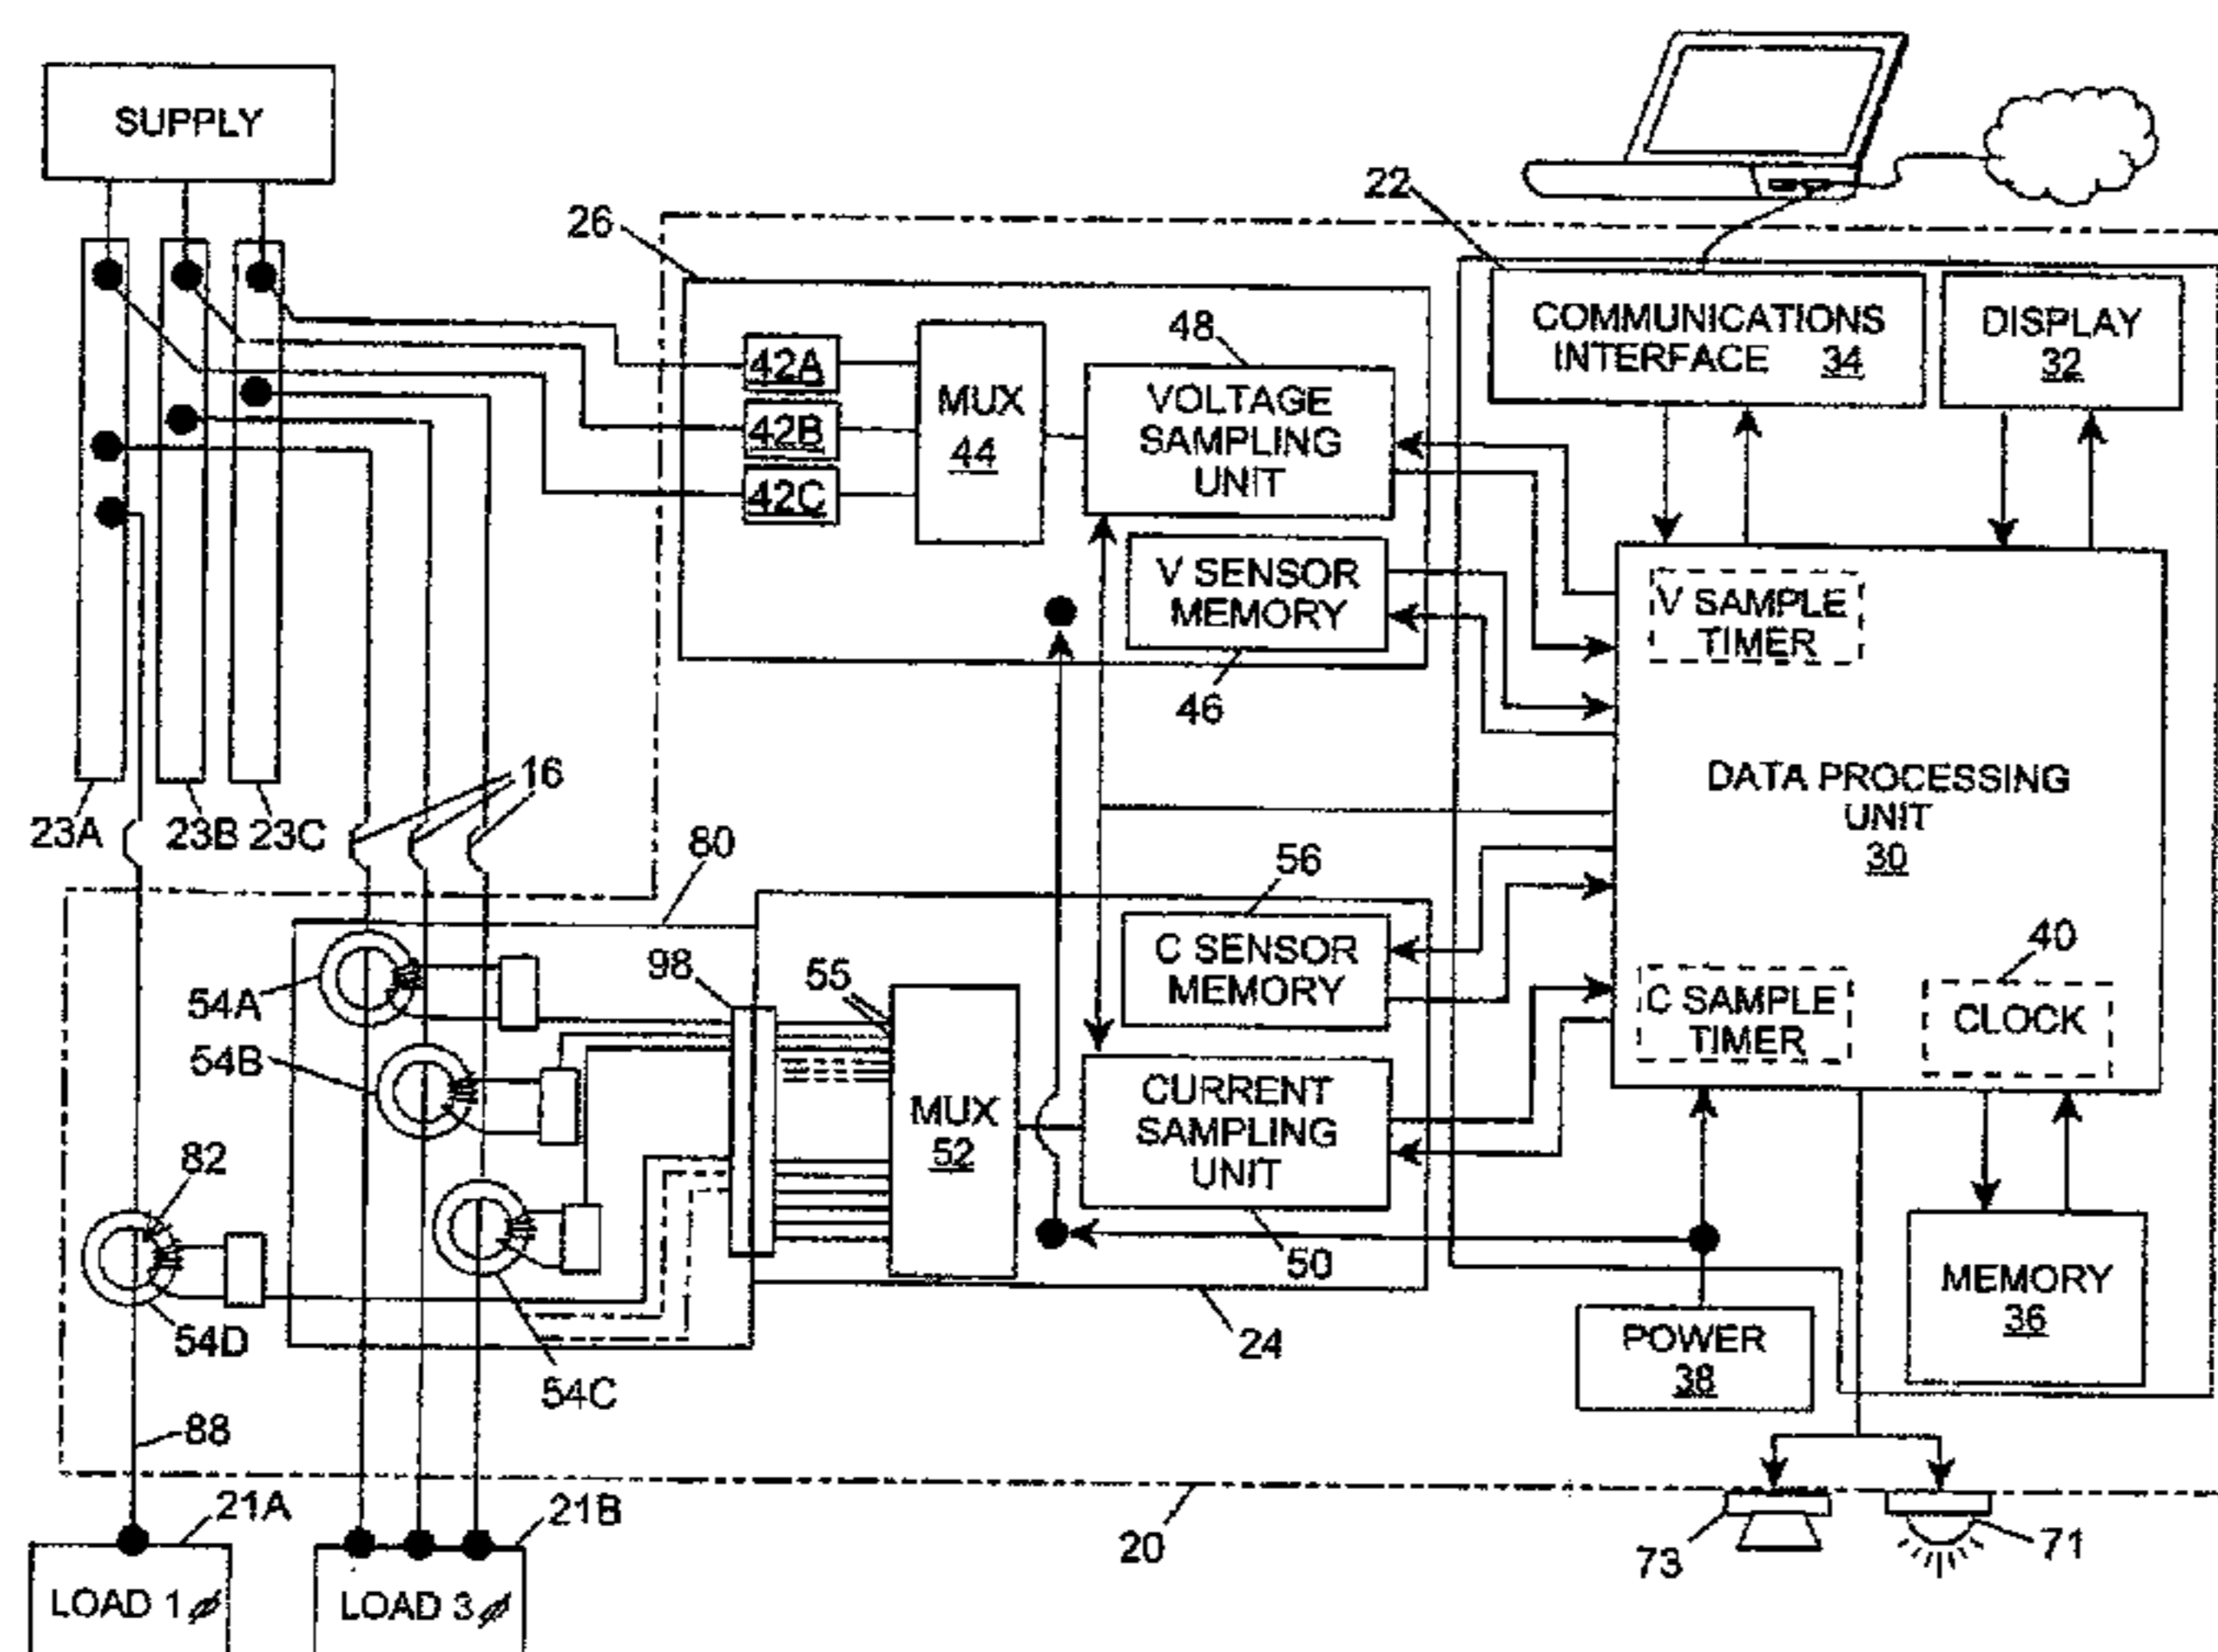 SUPPLY
22
26
COMMUNICATIONS
INTERFACE 34
DISPLAY
32
48
42A
42B
42C
MUX
44
VOLTAGE
SAMPLING
UNIT
V SENSOR
MEMORY
46
V SAMPLE
TIMER
DATA PROCESSING
UNIT
30
23A
23B
23C
16
80
56
98
55
C SENSOR
MEMORY
40
C SAMPLE
TIMER
CLOCK
54A
54B
MUX
52
CURRENT
SAMPLING
UNIT
82
50
54D
54C
24
POWER
38
MEMORY
36
88
21A
21B
20
73
71
LOAD 1ø
LOAD 3ø